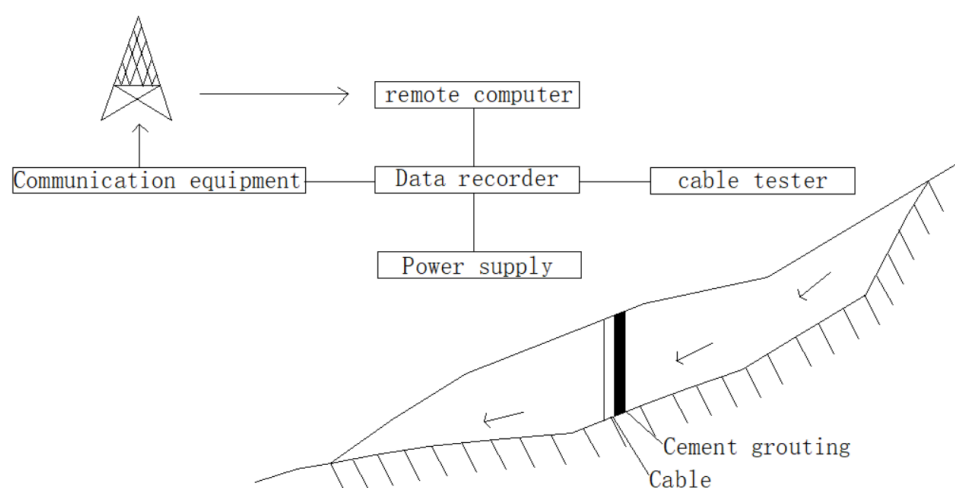 remote computer
Communication equipment
Data recorder
cable tester
Power supply
Cement grouting
Cable